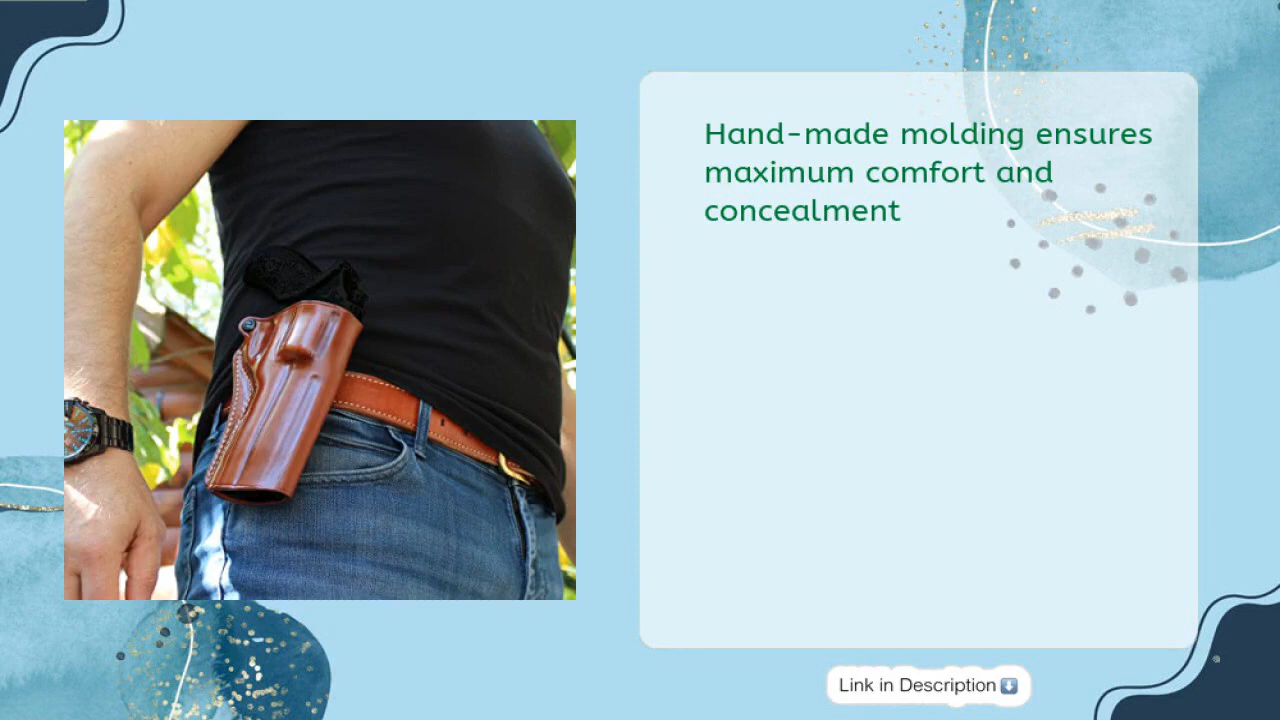 Hand-made molding ensures
maximum comfort and
concealment
Link in Description⬇️